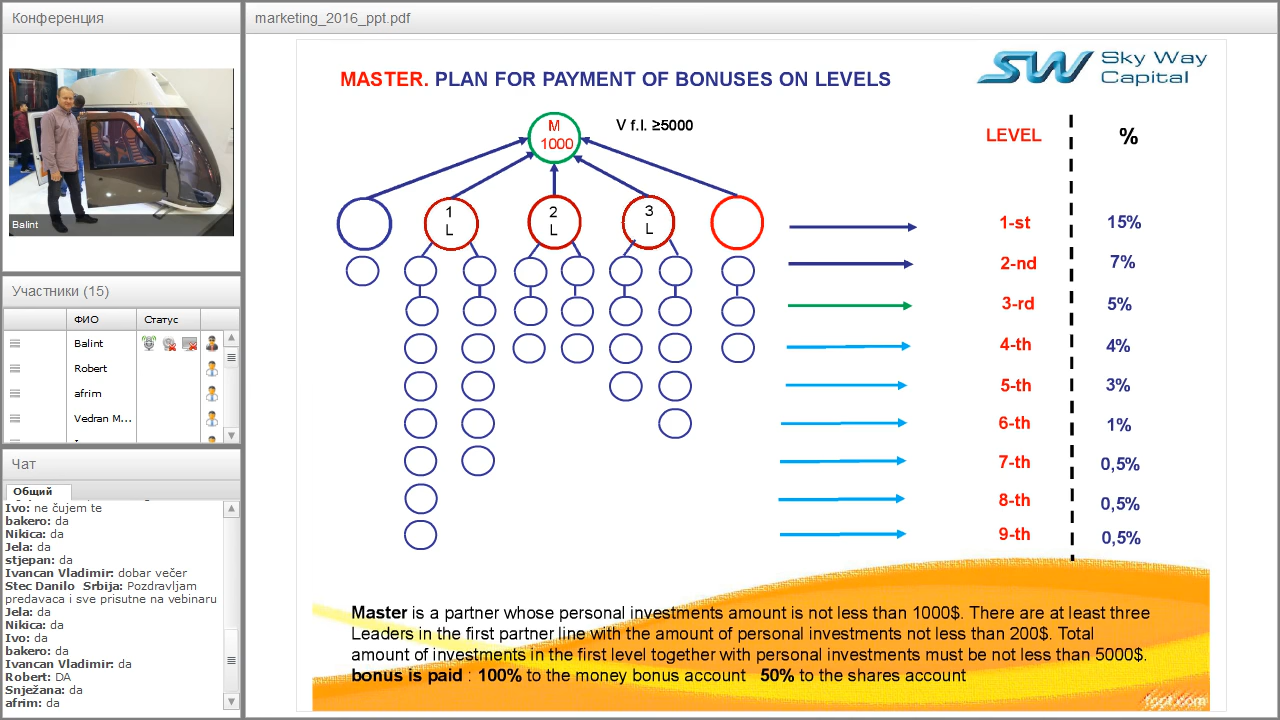 Конференция
Balint
Участники (15)
ФИО Статус
Balint
Robert
afrim
Vedran M...
Чат
Общий
Ivo: ne čujem te
bakero: da
Nikica: da
Jela: da
stjepan: da
Ivancan Vladimir: dobar večer
Stec Danilo Srbija: Pozdravljam
predavaca i sve prisutne na vebinaru
Jela: da
Nikica: da
Ivo: da
bakero: da
Ivancan Vladimir: da
Robert: DA
Snježana: da
afrim: da
marketing_2016_ppt.pdf
MASTER. PLAN FOR PAYMENT OF BONUSES ON LEVELS
SW Sky Way
Capital
M
1000
V f.l. ≥5000
LEVEL %
1
L
2
L
3
L
1-st 15%
2-nd 7%
3-rd 5%
4-th 4%
5-th 3%
6-th 1%
7-th 0,5%
8-th 0,5%
9-th 0,5%
Master is a partner whose personal investments amount is not less than 1000$. There are at least three
Leaders in the first partner line with the amount of personal investments not less than 200$. Total
amount of investments in the first level together with personal investments must be not less than 5000$.
bonus is paid : 100% to the money bonus account 50% to the shares account
fppt.com